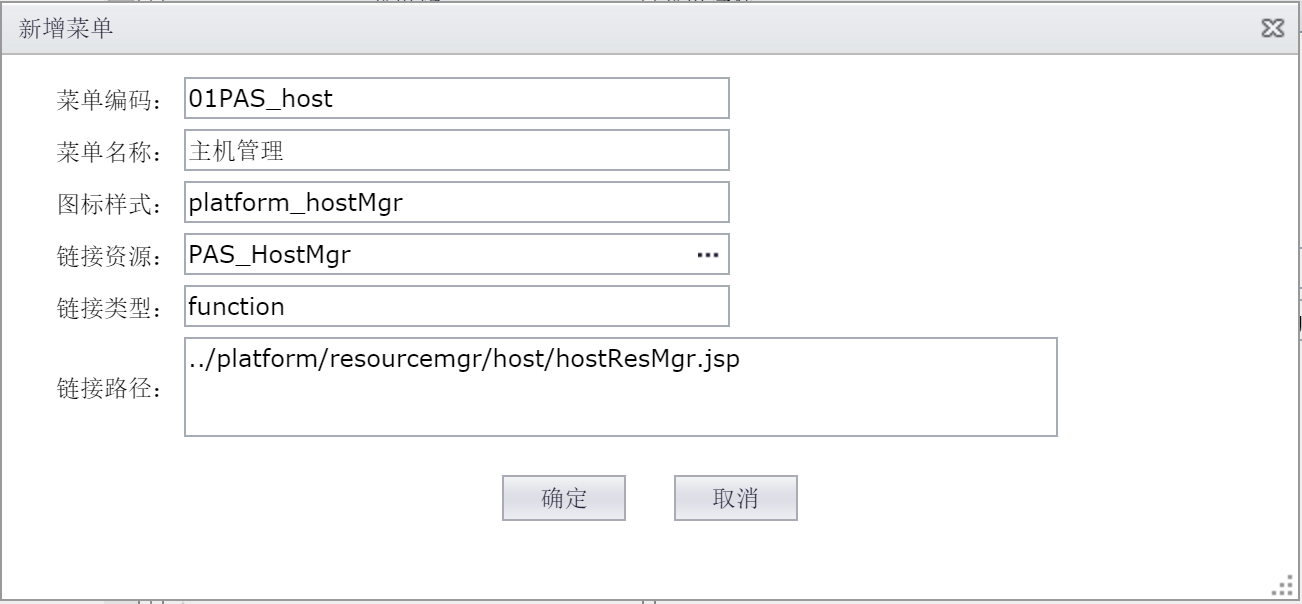 新增菜单
菜单编码： 01PAS_host
菜单名称： 主机管理
图标样式： platform_hostMgr
链接资源： PAS_HostMgr ...
链接类型： function
链接路径： ../platform/resourcemgr/host/hostResMgr.jsp
确定 取消